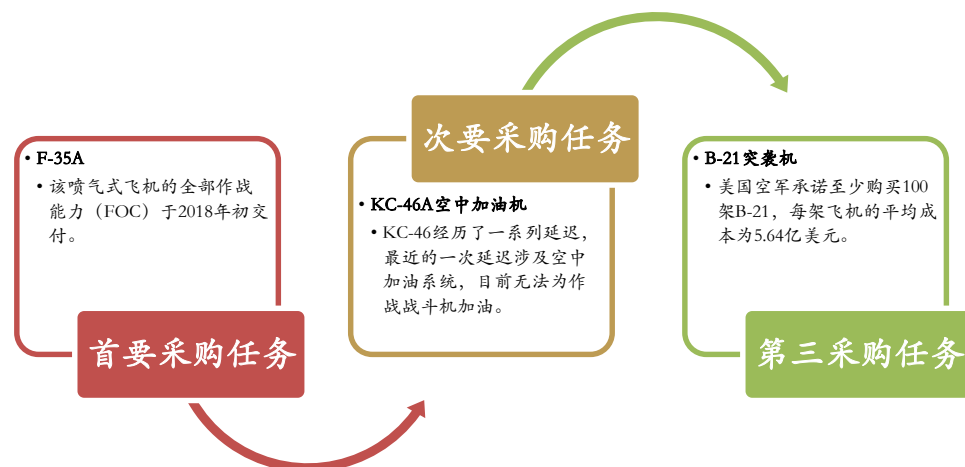 • F-35A
• 该喷气式飞机的全部作战
能力（FOC）于2018年初交
付。
首要采购任务
次要采购任务
• KC-46A空中加油机
• KC-46经历了一系列延迟，
最近的一次延迟涉及空中
加油系统，目前无法为作
战战斗机加油。
• B-21突袭机
• 美国空军承诺至少购买100
架B-21，每架飞机的平均成
本为5.64亿美元。
第三采购任务